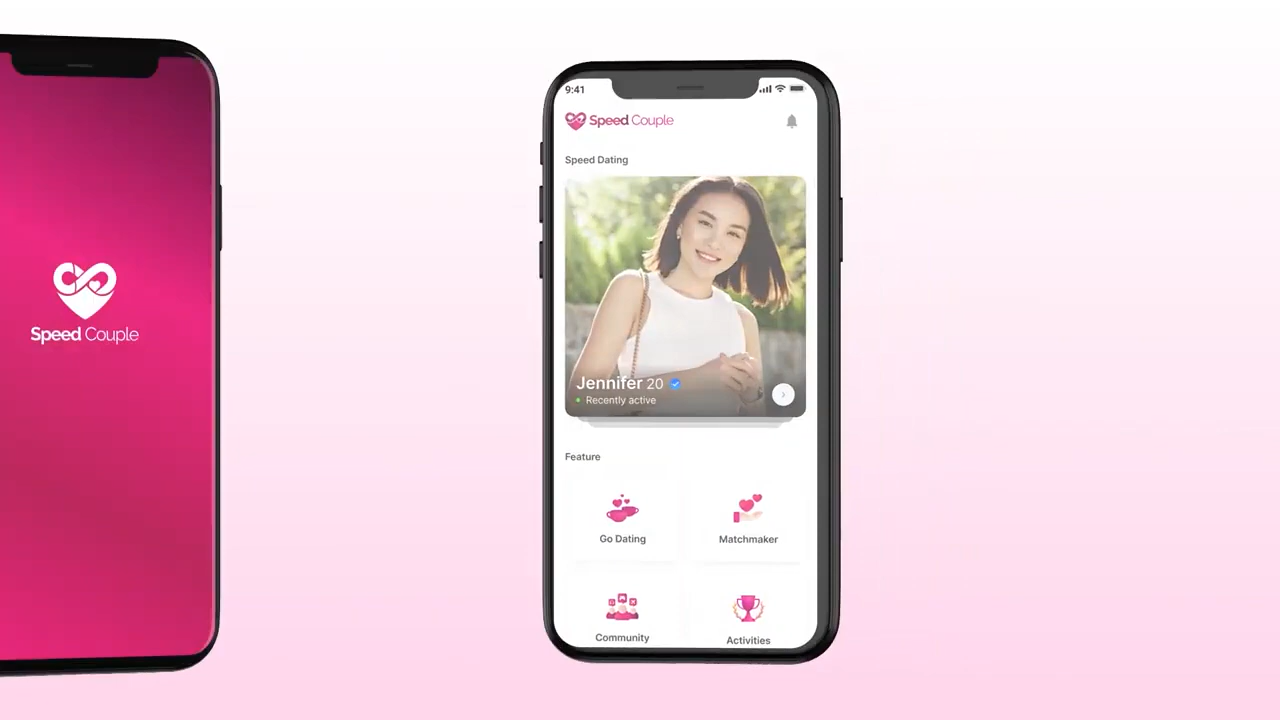 Speed Couple
9:41
Speed Couple
Speed Dating
Jennifer 20
Recently active
Feature
Go Dating
Matchmaker
Community
Activities